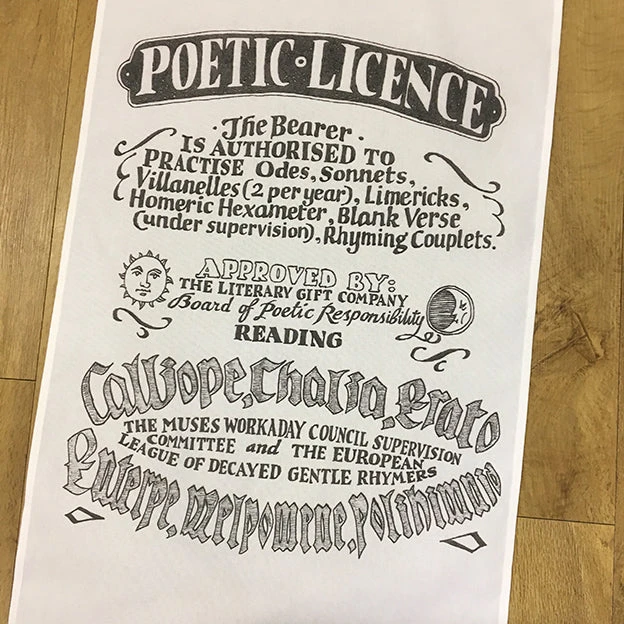 POETIC · LICENCE
· The Bearer ·
IS AUTHORISED TO
PRACTISE Odes, Sonnets,
Villanelles (2 per year), Limericks,
Homeric Hexameter, Blank Verse
(under supervision), Rhyming Couplets.
APPROVED BY:
THE LITERARY GIFT COMPANY
Board of Poetic Responsibility
READING
Calliope, Thalia, Erato
THE MUSES WORKADAY COUNCIL SUPERVISION
COMMITTEE and THE EUROPEAN
LEAGUE OF DECAYED GENTLE RHYMERS
Euterpe, Melpomene, Polihimnia